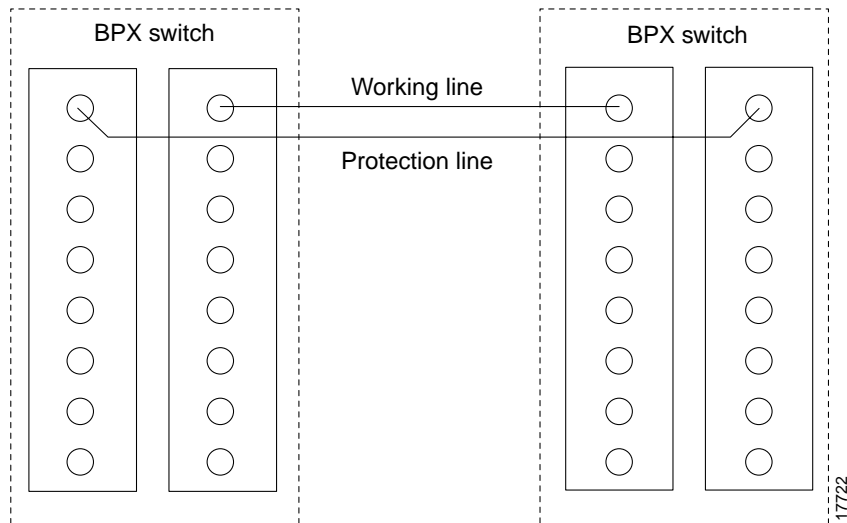 BPX switch
BPX switch
Working line
Protection line
17722